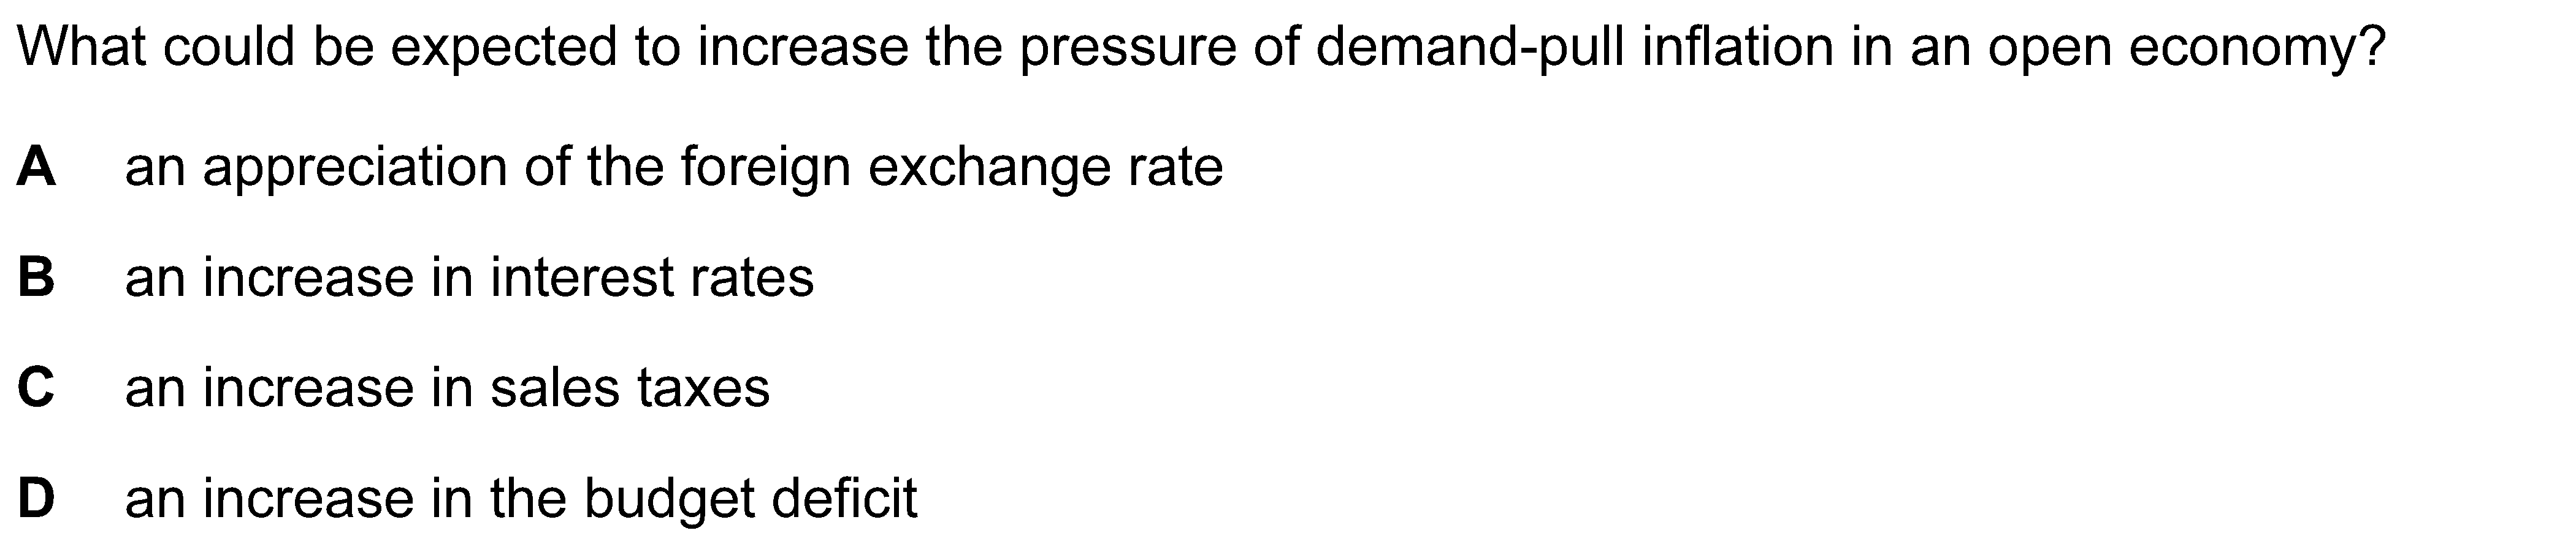 What could be expected to increase the pressure of demand-pull inflation in an open economy?
A an appreciation of the foreign exchange rate
B an increase in interest rates
C an increase in sales taxes
D an increase in the budget deficit